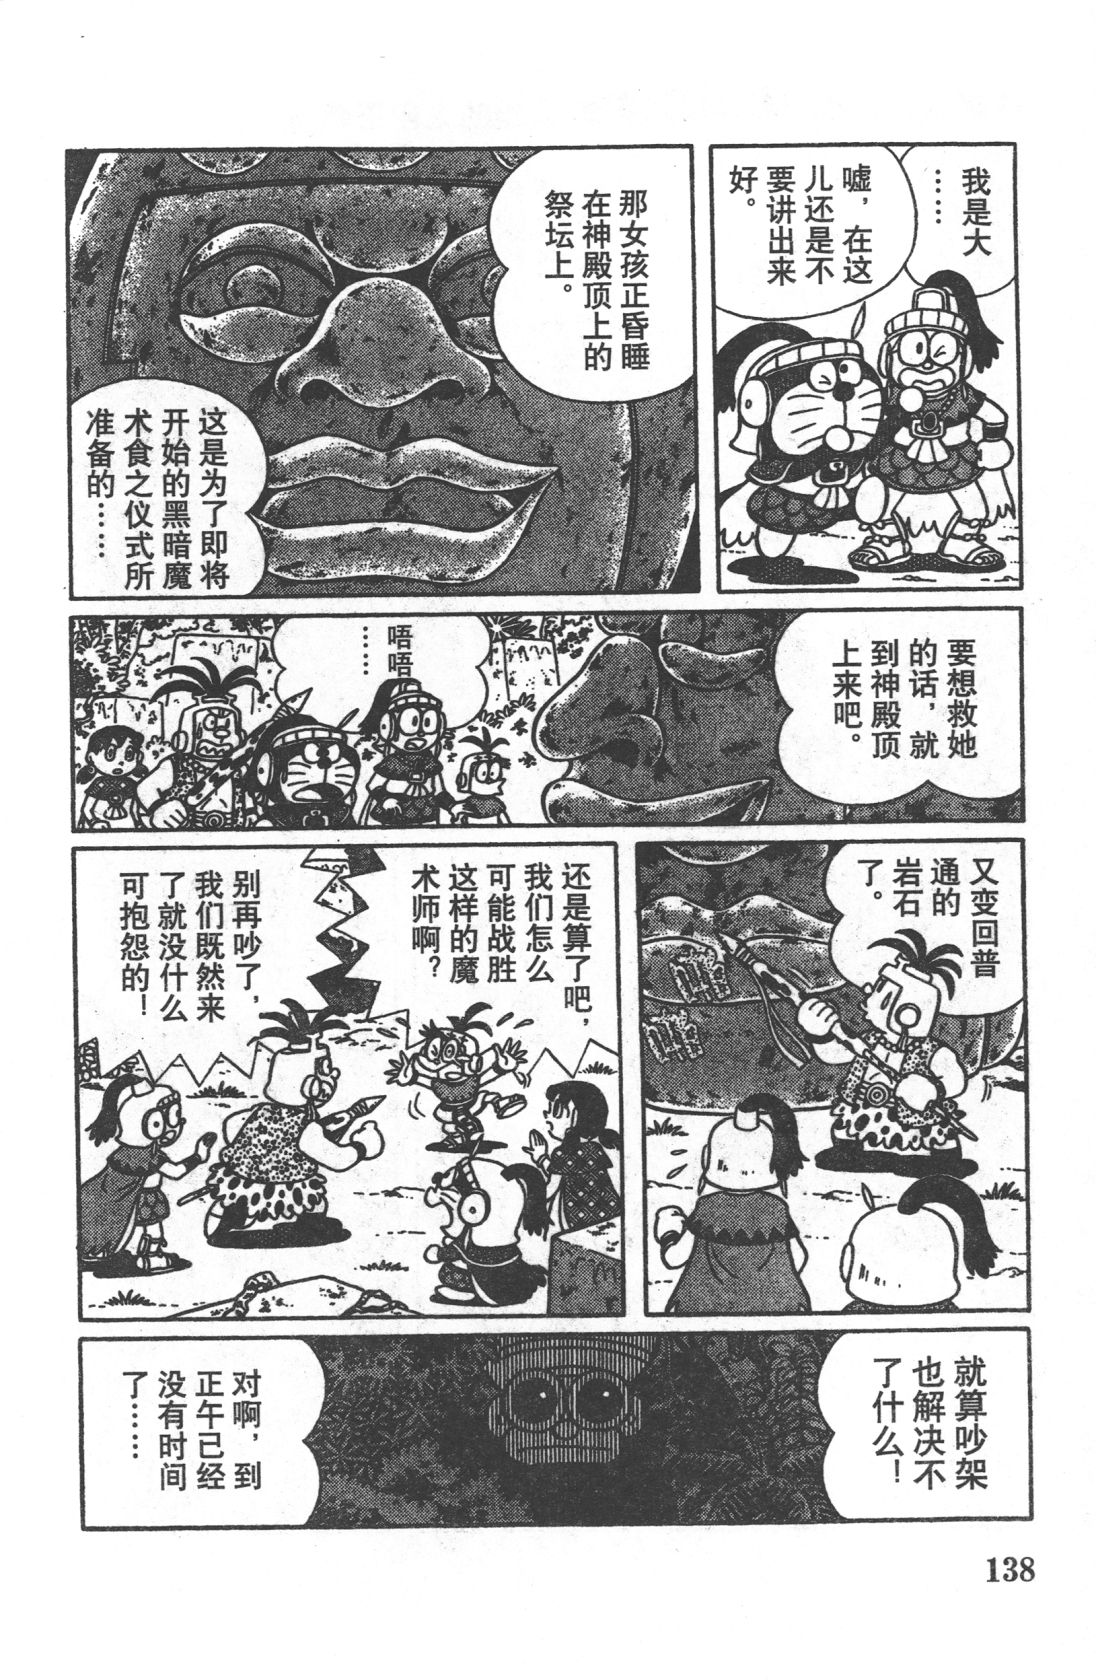 我是大
……
嘘，在这
儿还是不
要讲出来
好。
那女孩正昏睡
在神殿顶上的
祭坛上。
这是为了即将
开始的黑暗魔
术食之仪式所
准备的……
要想救她
的话，就
到神殿顶
上来吧。
唔唔
……
又变回普
通的岩石
了。
还是算了吧，
我们怎么
可能战胜
这样的魔
术师啊？
别再吵了，
我们既然来
了就没什么
可抱怨的！
就算吵架
也解决不
了什么！
对啊，到
正午已经
没有时间
了……
138